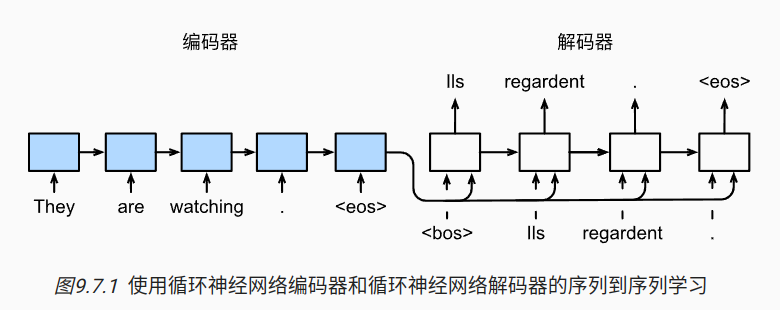 编码器 解码器
Ils regardent . <eos>
They are watching . <eos>
<bos> Ils regardent .
图9.7.1 使用循环神经网络编码器和循环神经网络解码器的序列到序列学习